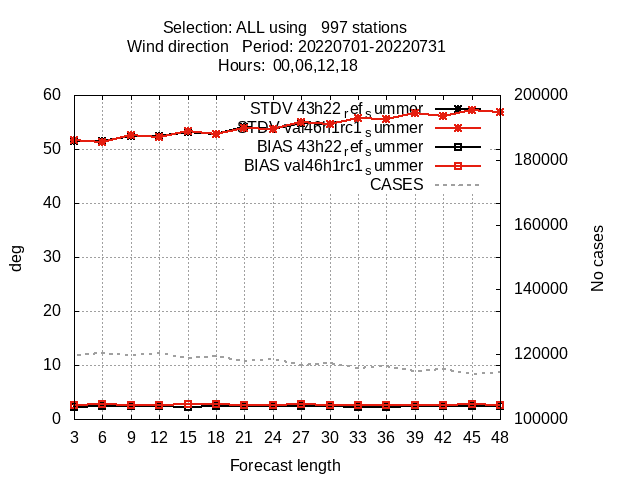 Selection: ALL using   997 stations
Wind direction   Period: 20220701-20220731
Hours:  00,06,12,18
60
50
40
30
20
10
0
deg
200000
180000
160000
140000
120000
100000
No cases
STDV 43h22_ref_summer
STDV val46h1rc1_summer
BIAS 43h22_ref_summer
BIAS val46h1rc1_summer
CASES
3 6 9 12 15 18 21 24 27 30 33 36 39 42 45 48
Forecast length